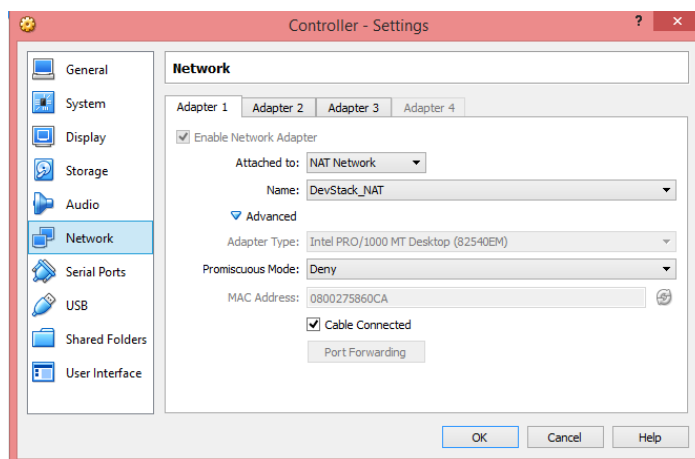 Controller - Settings
?
×
General
System
Display
Storage
Audio
Network
Serial Ports
USB
Shared Folders
User Interface
Network
Adapter 1 Adapter 2 Adapter 3 Adapter 4
Enable Network Adapter
Attached to: NAT Network
Name: DevStack_NAT
Advanced
Adapter Type: Intel PRO/1000 MT Desktop (82540EM)
Promiscuous Mode: Deny
MAC Address: 0800275860CA
Cable Connected
Port Forwarding
OK Cancel Help